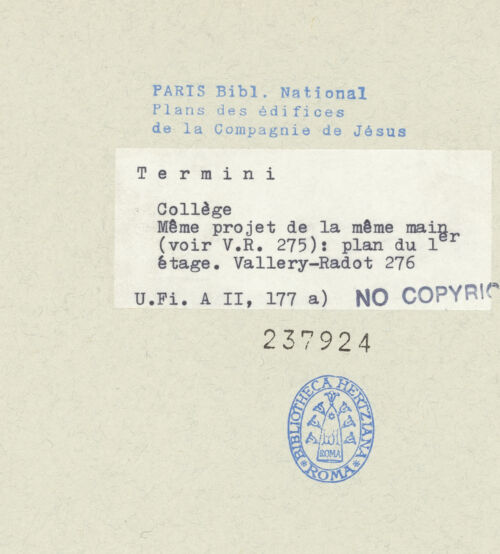 PARIS Bibl. National
Plans des édifices
de la Compagnie de Jésus
Termini
Collège
Même projet de la même main
(voir V.R. 275): plan du 1er
étage. Vallery-Radot 276
U.Fi. A II, 177 a)
NO COPYRIG
237924
BIBLIOTHECA HERTZIANA
ROMA
ROMA